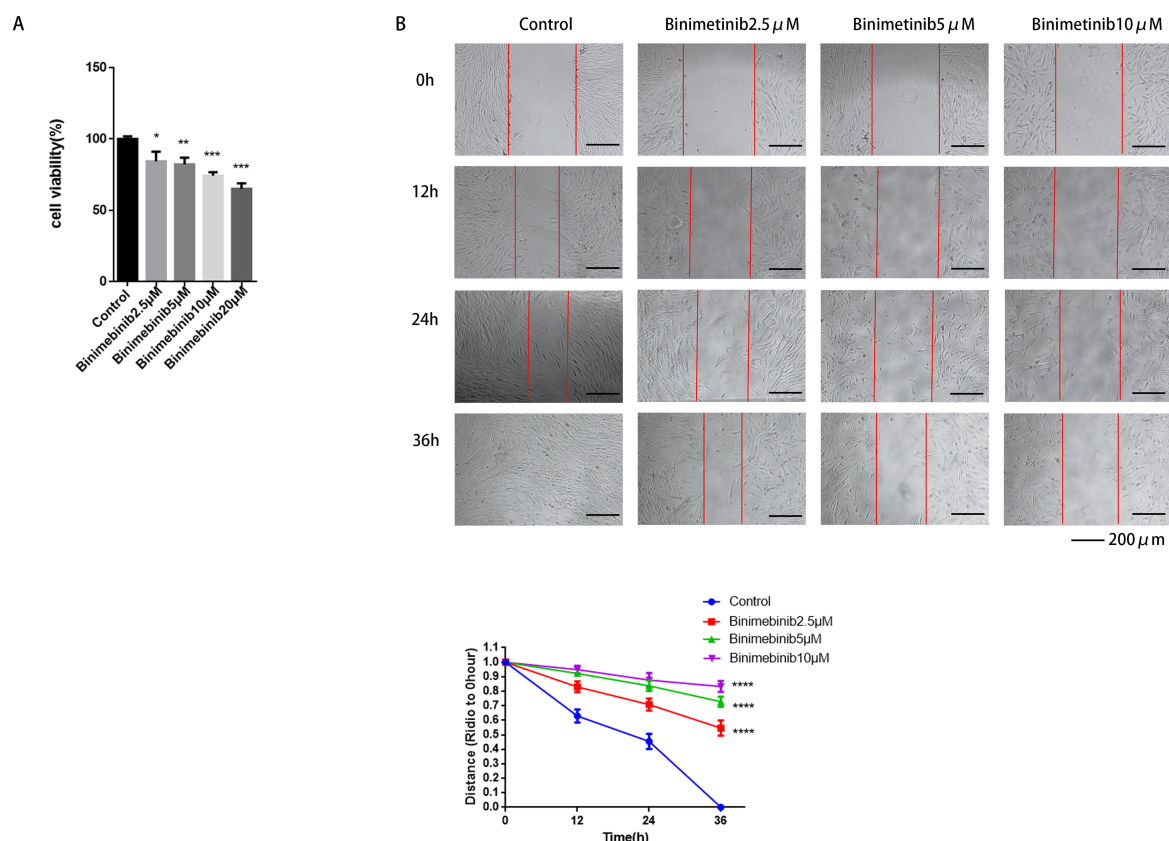 A
150
100
50
0
cell viability(%)
*
**
***
***
Control
Binimebinib2.5μM
Binimebinib5μM
Binimebinib10μM
Binimebinib20μM
B
Control
Binimetinib2.5μM
Binimetinib5μM
Binimetinib10μM
0h
12h
24h
36h
200μm
Control
Binimebinib2.5μM
Binimebinib5μM
Binimebinib10μM
1.1
1.0
0.9
0.8
0.7
0.6
0.5
0.4
0.3
0.2
0.1
0.0
Distance (Ridio to 0hour)
****
****
****
0
12
24
36
Time(h)